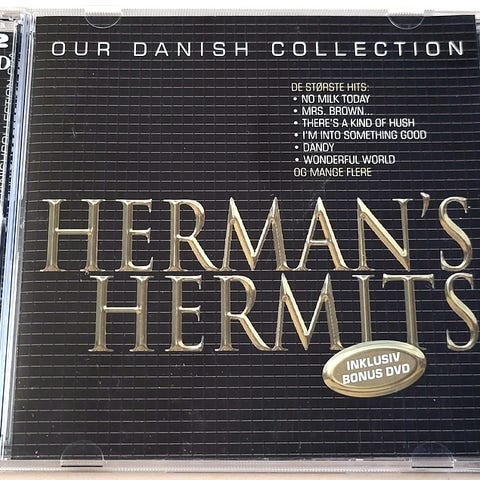 OUR DANISH COLLECTION
DE STØRSTE HITS:
• NO MILK TODAY
• MRS. BROWN...
• THERE'S A KIND OF HUSH
• I'M INTO SOMETHING GOOD
• DANDY
• WONDERFUL WORLD
OG MANGE FLERE
HERMAN'S
HERMITS
INKLUSIV
BONUS DVD